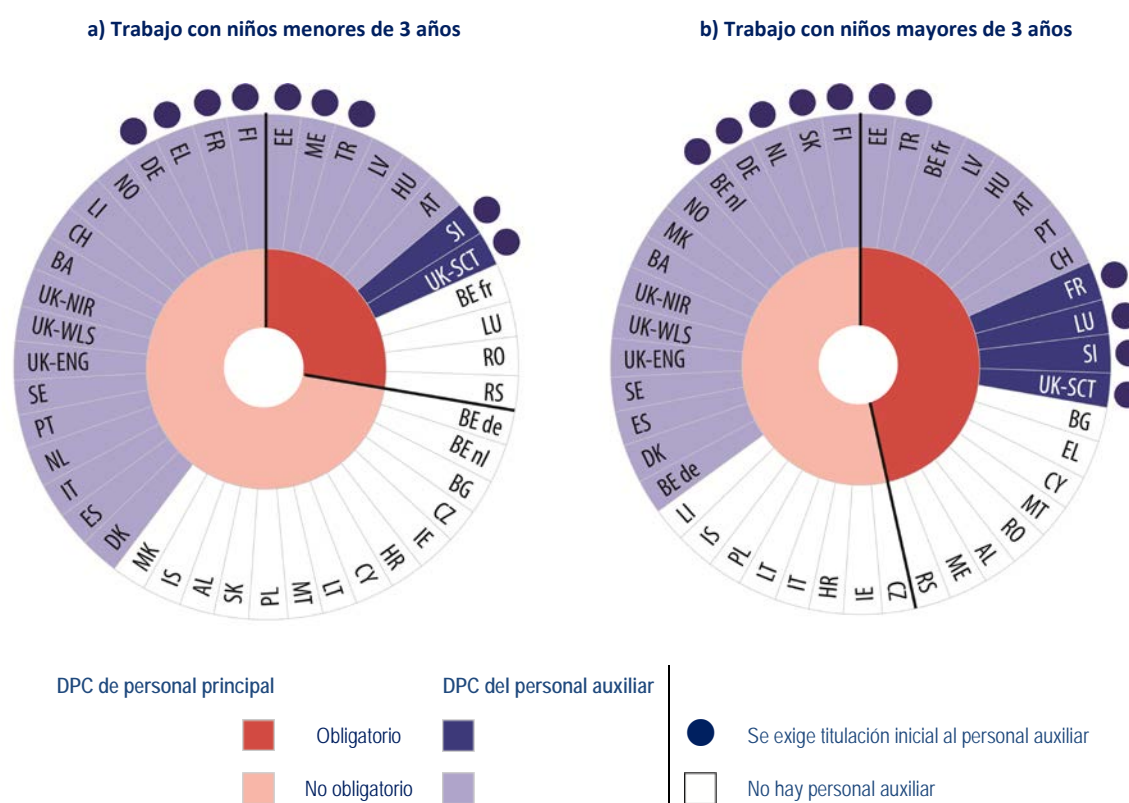 a) Trabajo con niños menores de 3 años
b) Trabajo con niños mayores de 3 años
EE
ME
TR
LV
HU
AT
SI
UK-SCT
BE fr
LU
RO
RS
BE de
BE nl
BG
CZ
IE
HR
CY
LT
MT
PL
SK
AL
IS
MK
DK
ES
IT
NL
PT
SE
UK-ENG
UK-WLS
UK-NIR
BA
CH
LI
NO
DE
EL
FR
FI
EE
TR
BE fr
LV
HU
AT
PT
CH
FR
LU
SI
UK-SCT
BG
EL
CY
MT
RO
AL
ME
RS
CZ
IE
HR
IT
LT
PL
IS
LI
BE de
DK
ES
SE
UK-ENG
UK-WLS
UK-NIR
BA
MK
NO
BE nl
DE
NL
SK
FI
DPC de personal principal
DPC del personal auxiliar
Obligatorio
Se exige titulación inicial al personal auxiliar
No obligatorio
No hay personal auxiliar